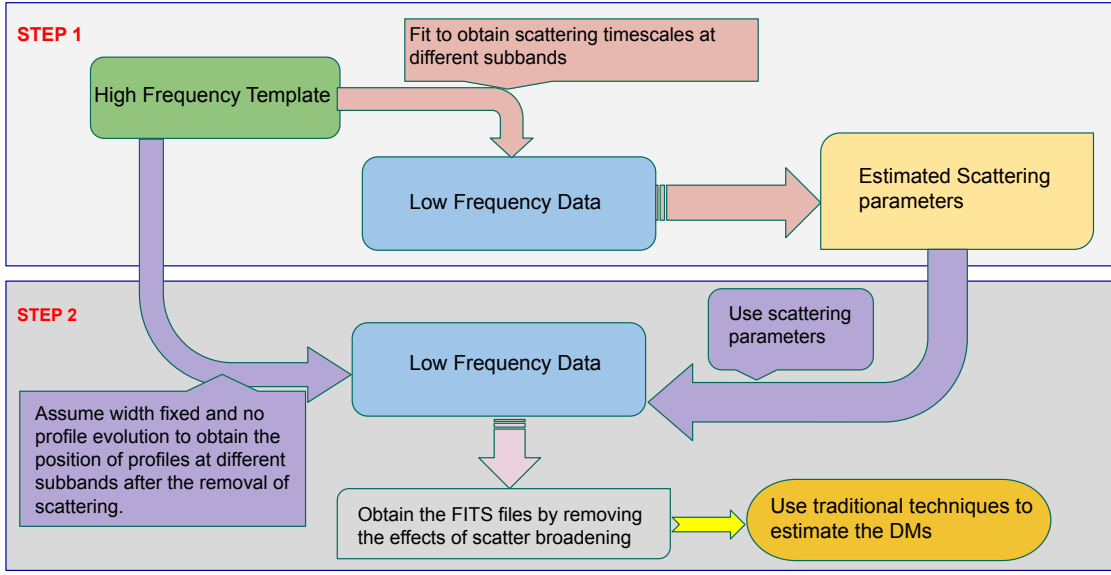 STEP 1
Fit to obtain scattering timescales at
different subbands
High Frequency Template
Low Frequency Data
Estimated Scattering
parameters
STEP 2
Use scattering
parameters
Low Frequency Data
Assume width fixed and no
profile evolution to obtain the
position of profiles at different
subbands after the removal of
scattering.
Obtain the FITS files by removing
the effects of scatter broadening
Use traditional techniques to
estimate the DMs